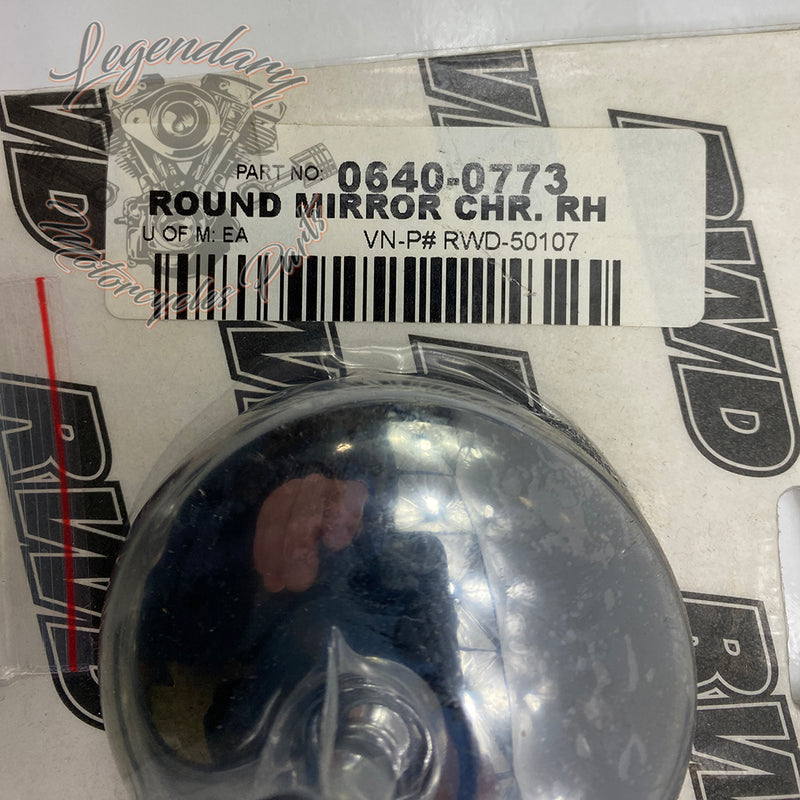 Legendary
Motorcycles Parts
PART NO: 0640-0773
ROUND MIRROR CHR. RH
U OF M: EA VN-P# RWD-50107
RWD
RWD
RWD